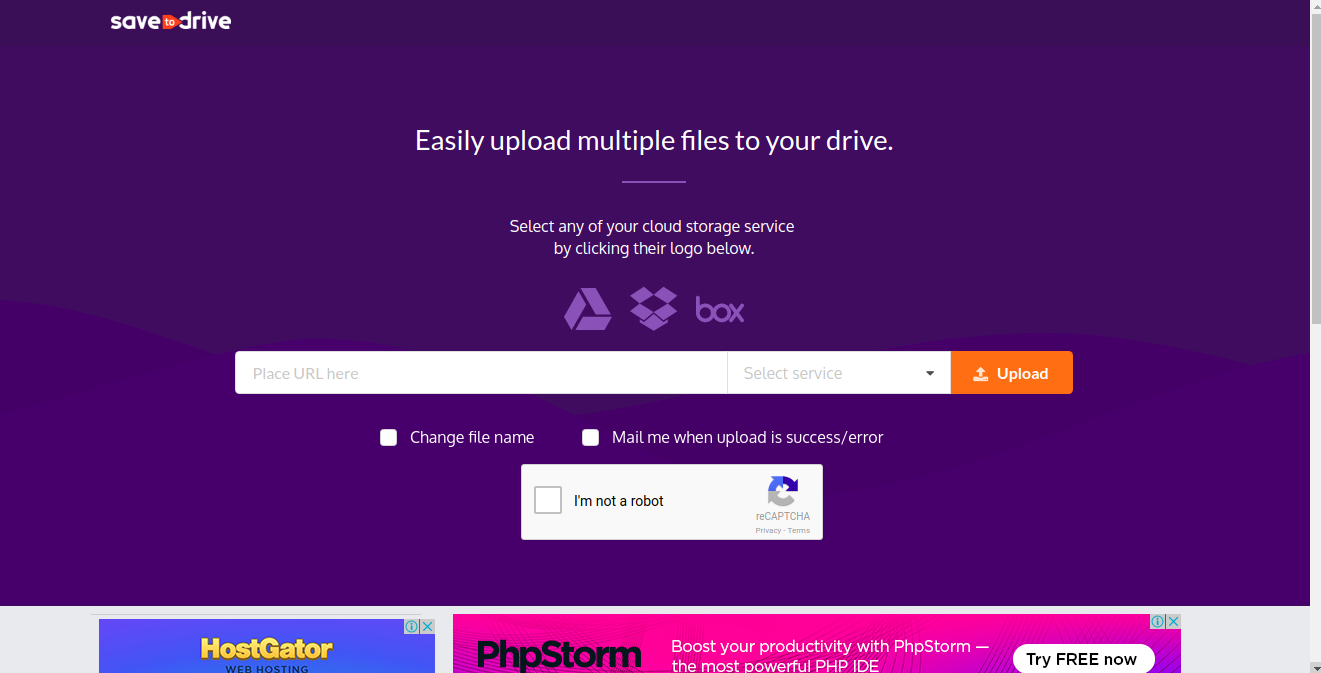 save to drive
Easily upload multiple files to your drive.
Select any of your cloud storage service
by clicking their logo below.
box
Place URL here
Select service
Upload
Change file name
Mail me when upload is success/error
I'm not a robot
reCAPTCHA
Privacy - Terms
HostGator
WEB HOSTING
PhpStorm
Boost your productivity with PhpStorm —
the most powerful PHP IDE
Try FREE now